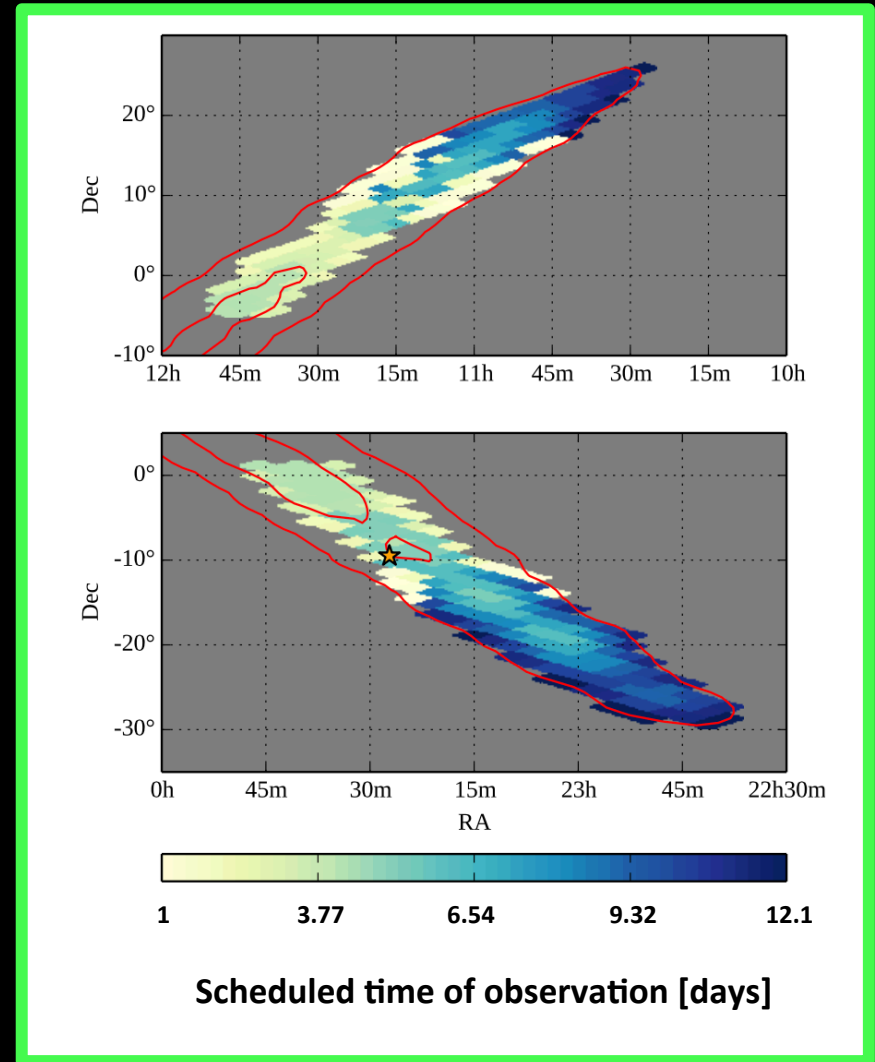 20°
10°
0°
-10°
Dec
12h 45m 30m 15m 11h 45m 30m 15m 10h
0°
-10°
-20°
-30°
Dec
0h 45m 30m 15m 23h 45m 22h30m
RA
1 3.77 6.54 9.32 12.1
Scheduled time of observation [days]